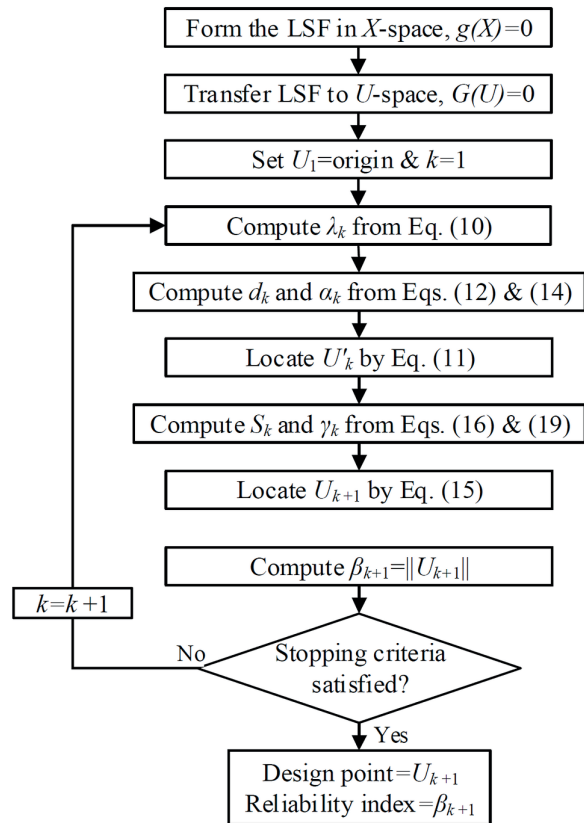 Form the LSF in X-space, g(X)=0
Transfer LSF to U-space, G(U)=0
Set U₁=origin & k=1
Compute λₖ from Eq. (10)
Compute dₖ and αₖ from Eqs. (12) & (14)
Locate U'ₖ by Eq. (11)
Compute Sₖ and γₖ from Eqs. (16) & (19)
Locate Uₖ₊₁ by Eq. (15)
Compute βₖ₊₁=||Uₖ₊₁||
k=k+1
No
Stopping criteria
satisfied?
Yes
Design point=Uₖ₊₁
Reliability index=βₖ₊₁